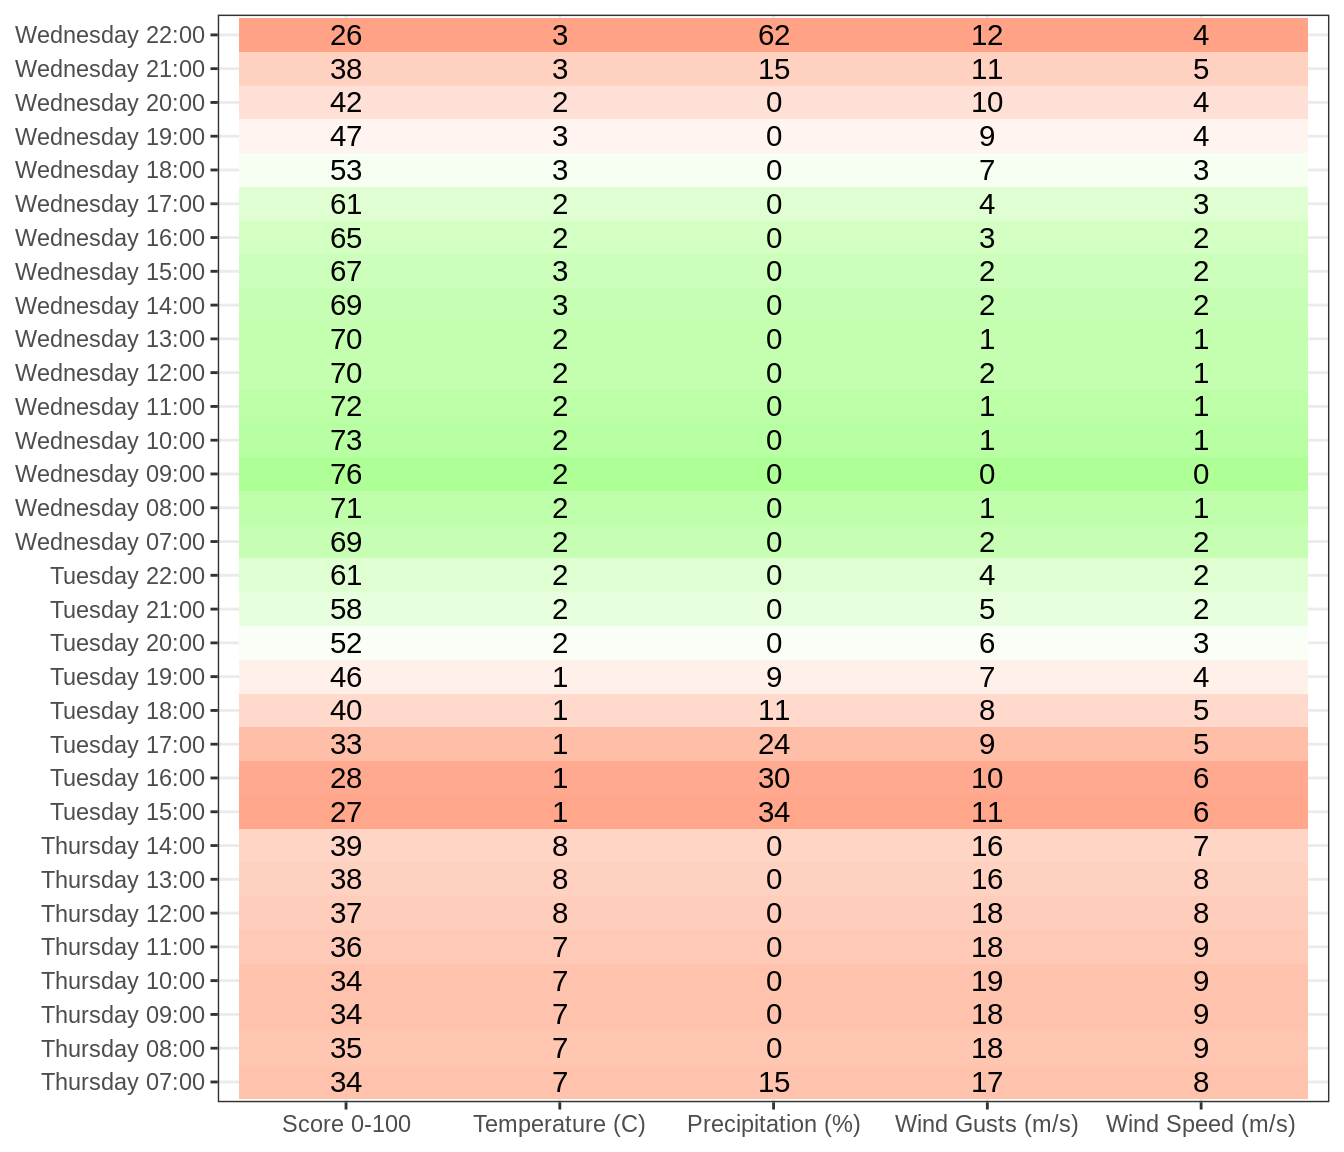 Wednesday 22:00 26 3 62 12 4
Wednesday 21:00 38 3 15 11 5
Wednesday 20:00 42 2 0 10 4
Wednesday 19:00 47 3 0 9 4
Wednesday 18:00 53 3 0 7 3
Wednesday 17:00 61 2 0 4 3
Wednesday 16:00 65 2 0 3 2
Wednesday 15:00 67 3 0 2 2
Wednesday 14:00 69 3 0 2 2
Wednesday 13:00 70 2 0 1 1
Wednesday 12:00 70 2 0 2 1
Wednesday 11:00 72 2 0 1 1
Wednesday 10:00 73 2 0 1 1
Wednesday 09:00 76 2 0 0 0
Wednesday 08:00 71 2 0 1 1
Wednesday 07:00 69 2 0 2 2
Tuesday 22:00 61 2 0 4 2
Tuesday 21:00 58 2 0 5 2
Tuesday 20:00 52 2 0 6 3
Tuesday 19:00 46 1 9 7 4
Tuesday 18:00 40 1 11 8 5
Tuesday 17:00 33 1 24 9 5
Tuesday 16:00 28 1 30 10 6
Tuesday 15:00 27 1 34 11 6
Thursday 14:00 39 8 0 16 7
Thursday 13:00 38 8 0 16 8
Thursday 12:00 37 8 0 18 8
Thursday 11:00 36 7 0 18 9
Thursday 10:00 34 7 0 19 9
Thursday 09:00 34 7 0 18 9
Thursday 08:00 35 7 0 18 9
Thursday 07:00 34 7 15 17 8
Score 0-100 Temperature (C) Precipitation (%) Wind Gusts (m/s) Wind Speed (m/s)